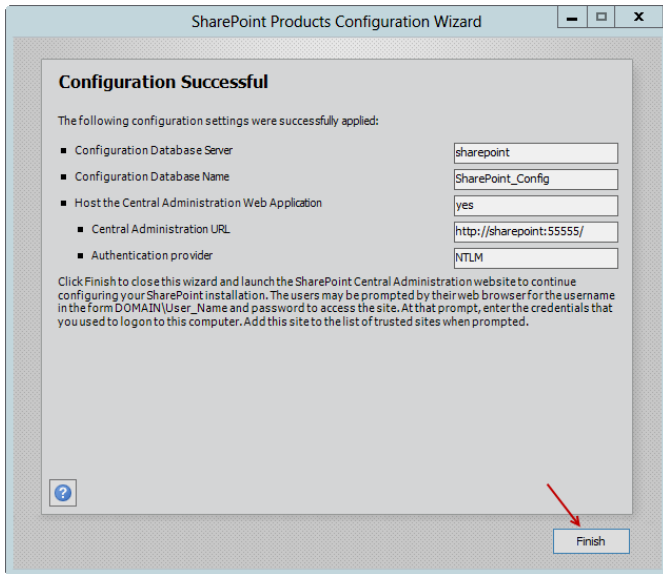 SharePoint Products Configuration Wizard
Configuration Successful
The following configuration settings were successfully applied:
Configuration Database Server sharepoint
Configuration Database Name SharePoint_Config
Host the Central Administration Web Application yes
Central Administration URL http://sharepoint:55555/
Authentication provider NTLM
Click Finish to close this wizard and launch the SharePoint Central Administration website to continue
configuring your SharePoint installation. The users may be prompted by their web browser for the username
in the form DOMAIN\User_Name and password to access the site. At that prompt, enter the credentials that
you used to logon to this computer. Add this site to the list of trusted sites when prompted.
Finish